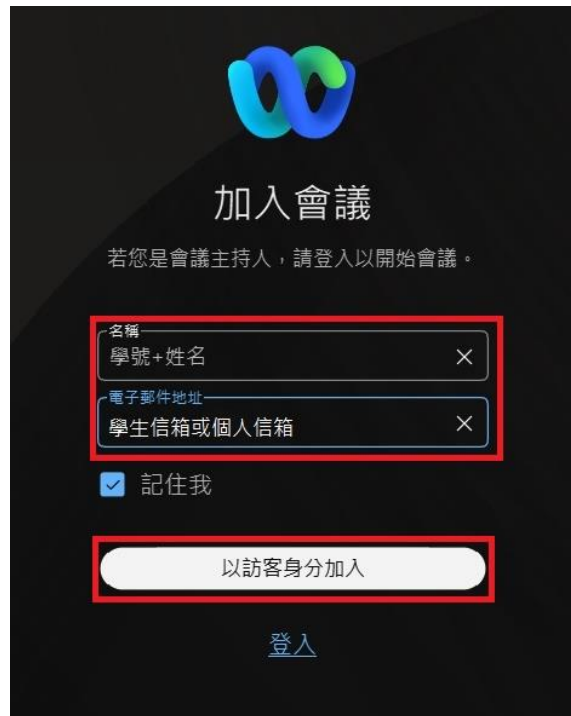 加入會議
若您是會議主持人，請登入以開始會議。
名稱
學號+姓名
電子郵件地址
學生信箱或個人信箱
記住我
以訪客身分加入
登入